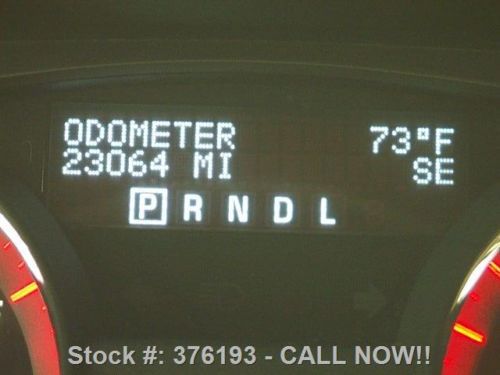 ODOMETER 73°F
23064 MI SE
P R N D L
Stock #: 376193 - CALL NOW!!